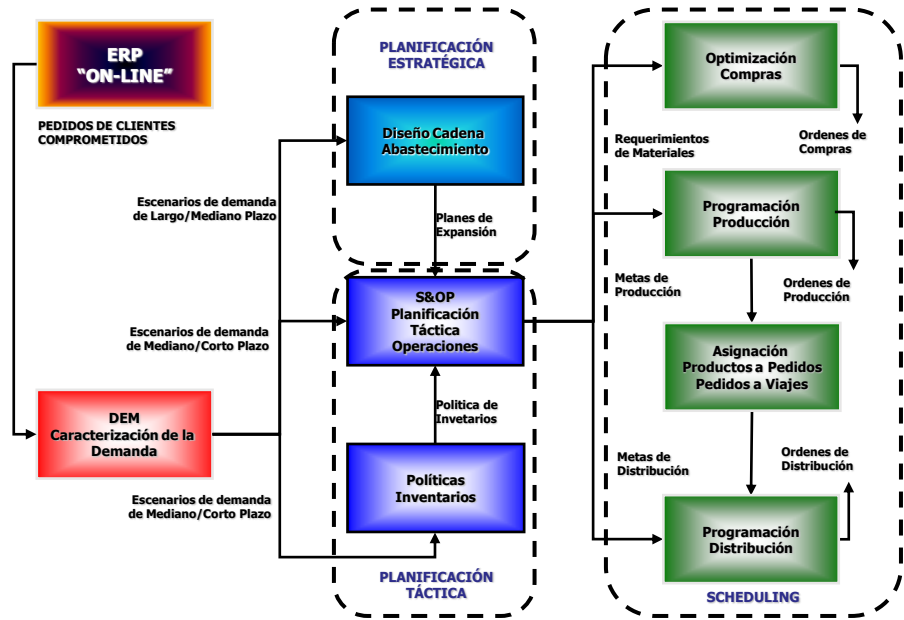 ERP
“ON-LINE”
PEDIDOS DE CLIENTES
COMPROMETIDOS
Escenarios de demanda
de Largo/Mediano Plazo
Escenarios de demanda
de Mediano/Corto Plazo
DEM
Caracterización de la
Demanda
Escenarios de demanda
de Mediano/Corto Plazo
PLANIFICACIÓN
ESTRATÉGICA
Diseño Cadena
Abastecimiento
Planes de
Expansión
S&OP
Planificación
Táctica
Operaciones
Politica de
Invetarios
Políticas
Inventarios
PLANIFICACIÓN
TÁCTICA
Optimización
Compras
Ordenes de
Compras
Requerimientos
de Materiales
Programación
Producción
Metas de
Producción
Ordenes de
Producción
Asignación
Productos a Pedidos
Pedidos a Viajes
Metas de
Distribución
Ordenes de
Distribución
Programación
Distribución
SCHEDULING